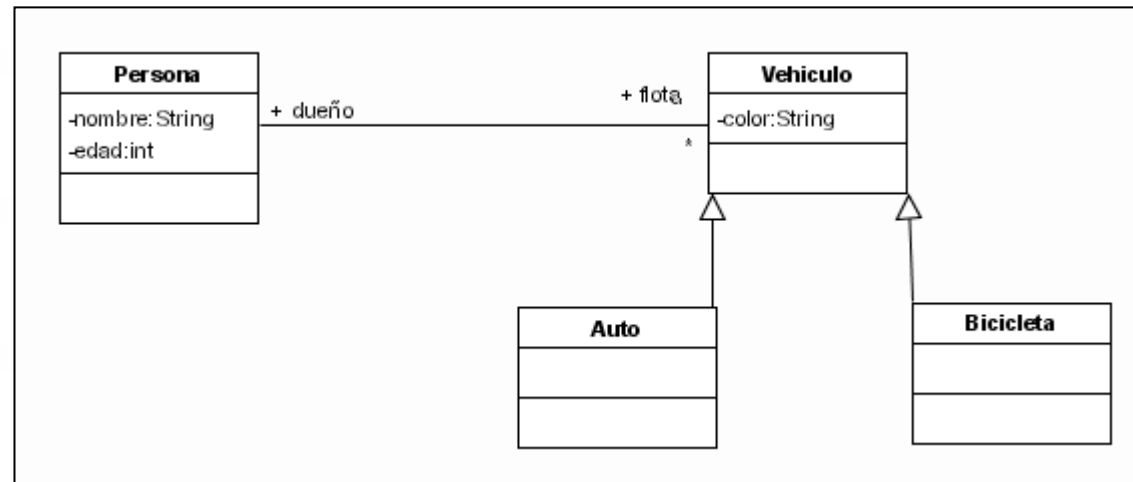 Persona
-nombre:String
-edad:int
+ dueño
+ flota
*
Vehiculo
-color:String
Auto
Bicicleta